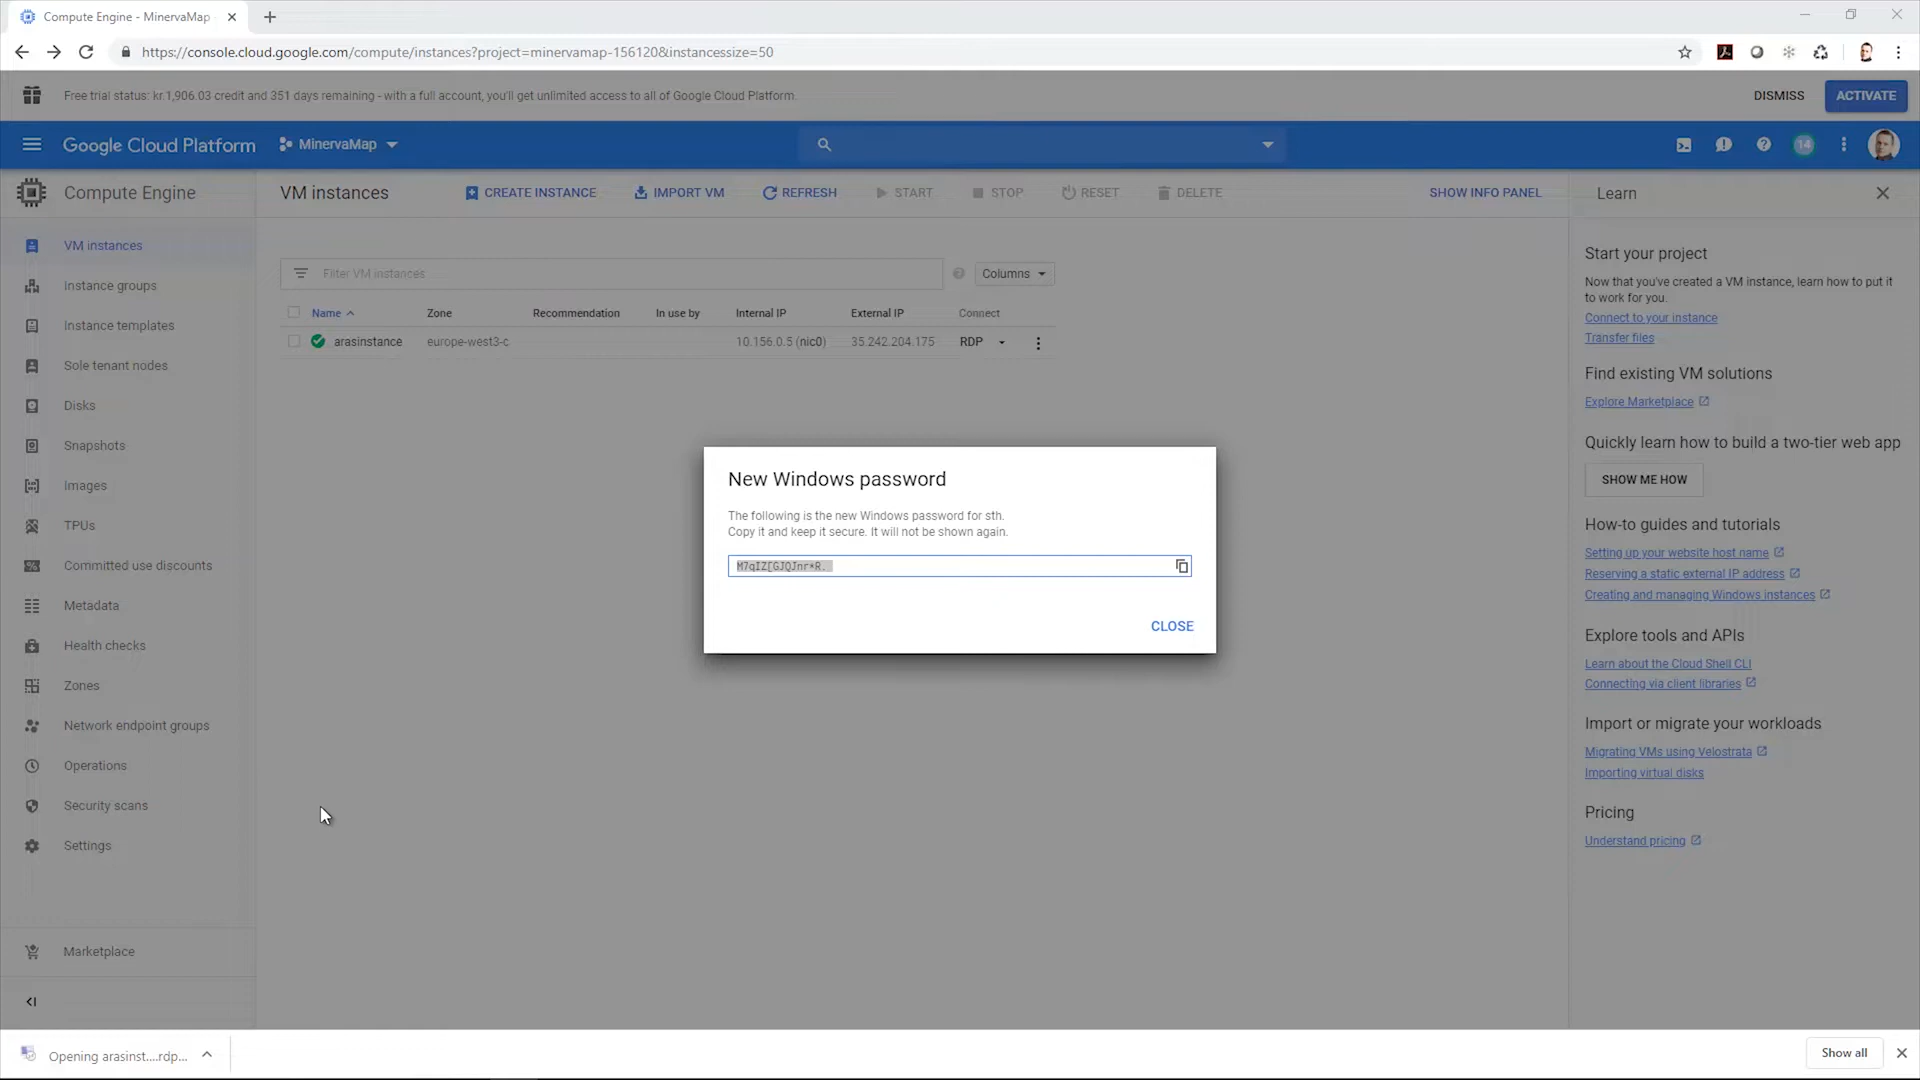 Compute Engine - MinervaMap
https://console.cloud.google.com/compute/instances?project=minervamap-156120&instancessize=50
Free trial status: kr.1,906.03 credit and 351 days remaining - with a full account, you'll get unlimited access to all of Google Cloud Platform.
DISMISS
ACTIVATE
Google Cloud Platform
MinervaMap
14
Compute Engine
VM instances
CREATE INSTANCE
IMPORT VM
REFRESH
START
STOP
RESET
DELETE
SHOW INFO PANEL
Learn
VM instances
Instance groups
Instance templates
Sole tenant nodes
Disks
Snapshots
Images
TPUs
Committed use discounts
Metadata
Health checks
Zones
Network endpoint groups
Operations
Security scans
Settings
Marketplace
Filter VM instances
Columns
Name Zone Recommendation In use by Internal IP External IP Connect
arasinstance europe-west3-c 10.156.0.5 (nic0) 35.242.204.175 RDP
New Windows password
The following is the new Windows password for sth.
Copy it and keep it secure. It will not be shown again.
M7qIZ[GJQJnr*R.
CLOSE
Start your project
Now that you've created a VM instance, learn how to put it
to work for you.
Connect to your instance
Transfer files
Find existing VM solutions
Explore Marketplace
Quickly learn how to build a two-tier web app
SHOW ME HOW
How-to guides and tutorials
Setting up your website host name
Reserving a static external IP address
Creating and managing Windows instances
Explore tools and APIs
Learn about the Cloud Shell CLI
Connecting via client libraries
Import or migrate your workloads
Migrating VMs using Velostrata
Importing virtual disks
Pricing
Understand pricing
Opening arasinst....rdp...
Show all